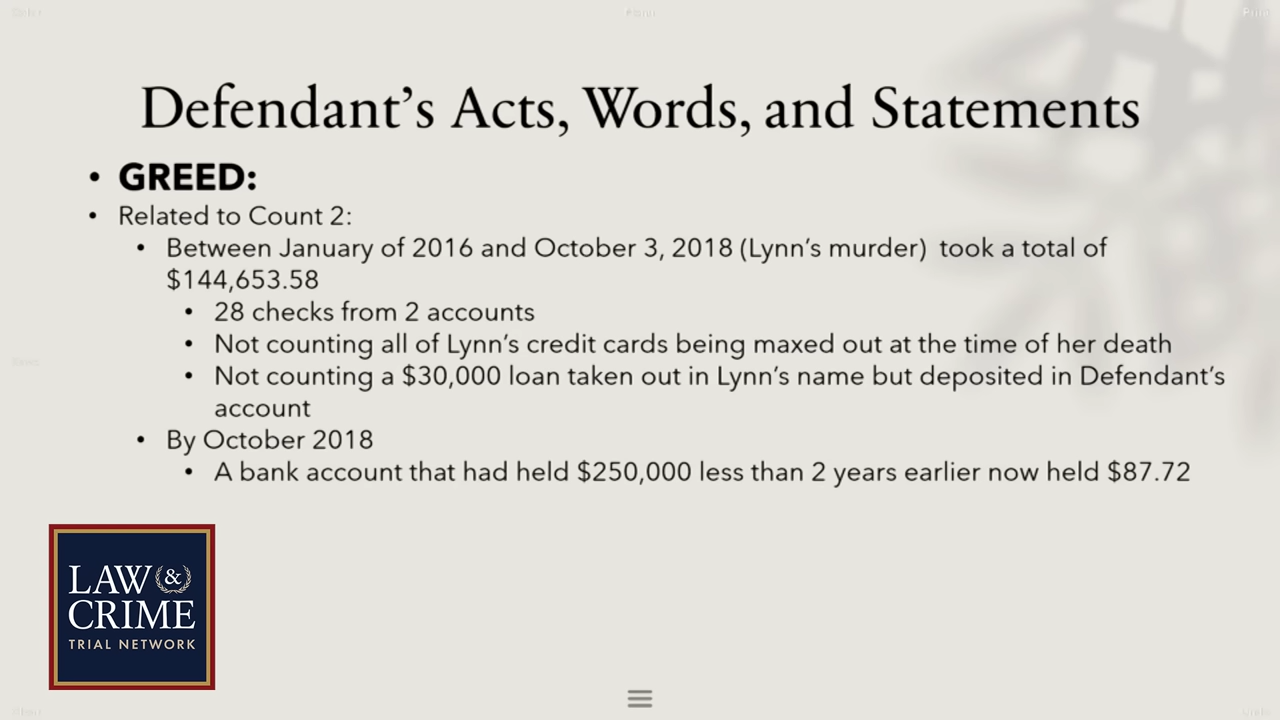 Defendant’s Acts, Words, and Statements
• GREED:
• Related to Count 2:
• Between January of 2016 and October 3, 2018 (Lynn’s murder) took a total of
$144,653.58
• 28 checks from 2 accounts
• Not counting all of Lynn’s credit cards being maxed out at the time of her death
• Not counting a $30,000 loan taken out in Lynn’s name but deposited in Defendant’s
account
• By October 2018
• A bank account that had held $250,000 less than 2 years earlier now held $87.72
LAW &
CRIME
TRIAL NETWORK